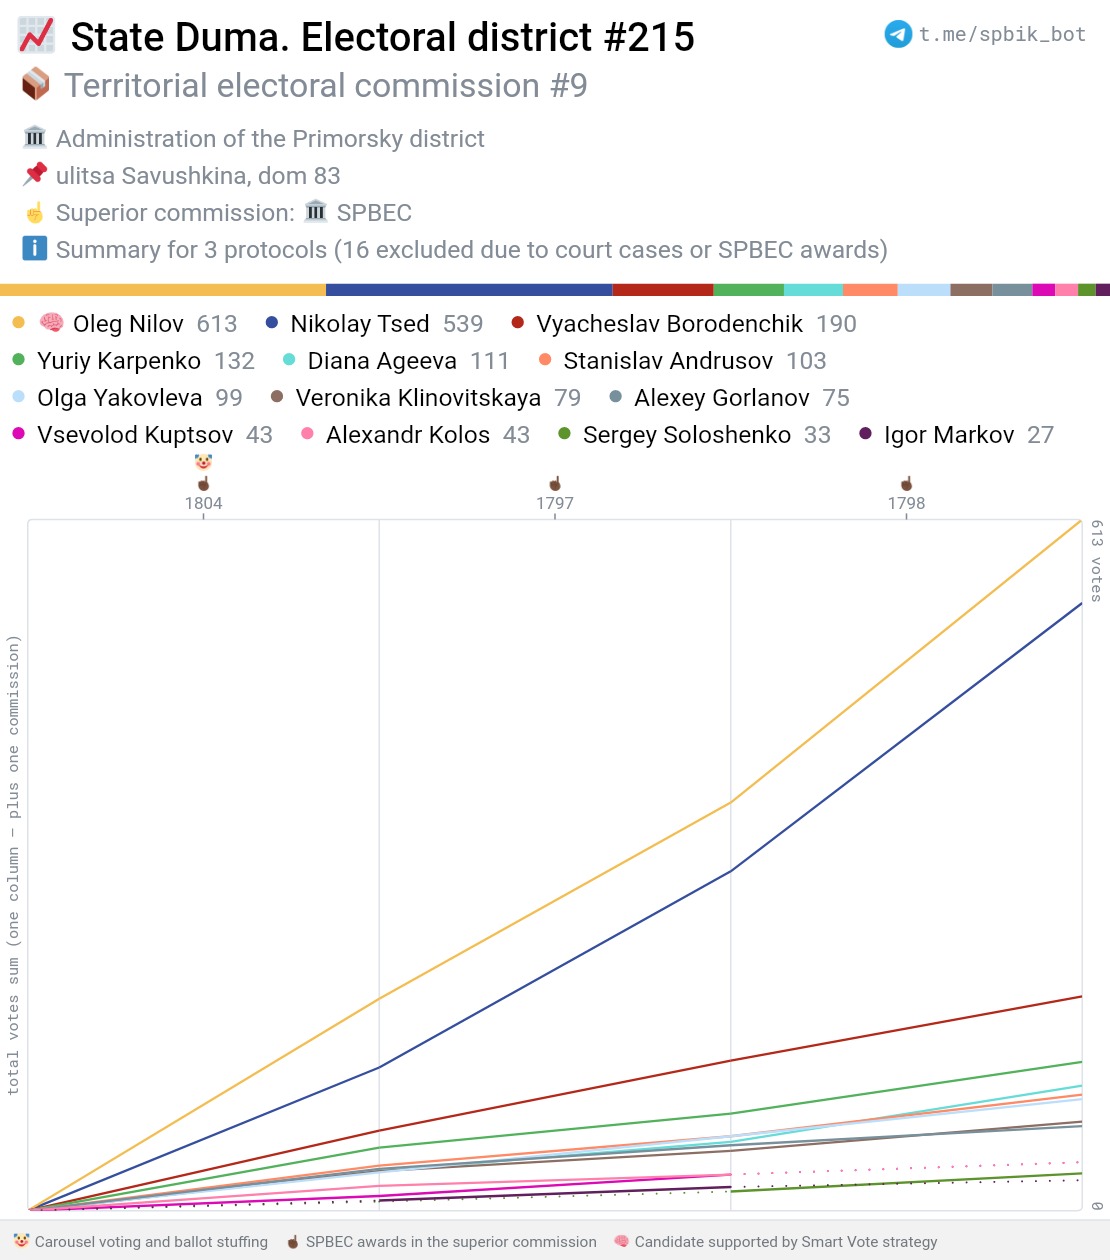 State Duma. Electoral district #215
t.me/spbik_bot
Territorial electoral commission #9
Administration of the Primorsky district
ulitsa Savushkina, dom 83
Superior commission: SPBEC
Summary for 3 protocols (16 excluded due to court cases or SPBEC awards)
Oleg Nilov 613 Nikolay Tsed 539 Vyacheslav Borodenchik 190
Yuriy Karpenko 132 Diana Ageeva 111 Stanislav Andrusov 103
Olga Yakovleva 99 Veronika Klinovitskaya 79 Alexey Gorlanov 75
Vsevolod Kuptsov 43 Alexandr Kolos 43 Sergey Soloshenko 33 Igor Markov 27
1804 1797 1798
613 votes
total votes sum (one column — plus one commission)
0
Carousel voting and ballot stuffing SPBEC awards in the superior commission Candidate supported by Smart Vote strategy